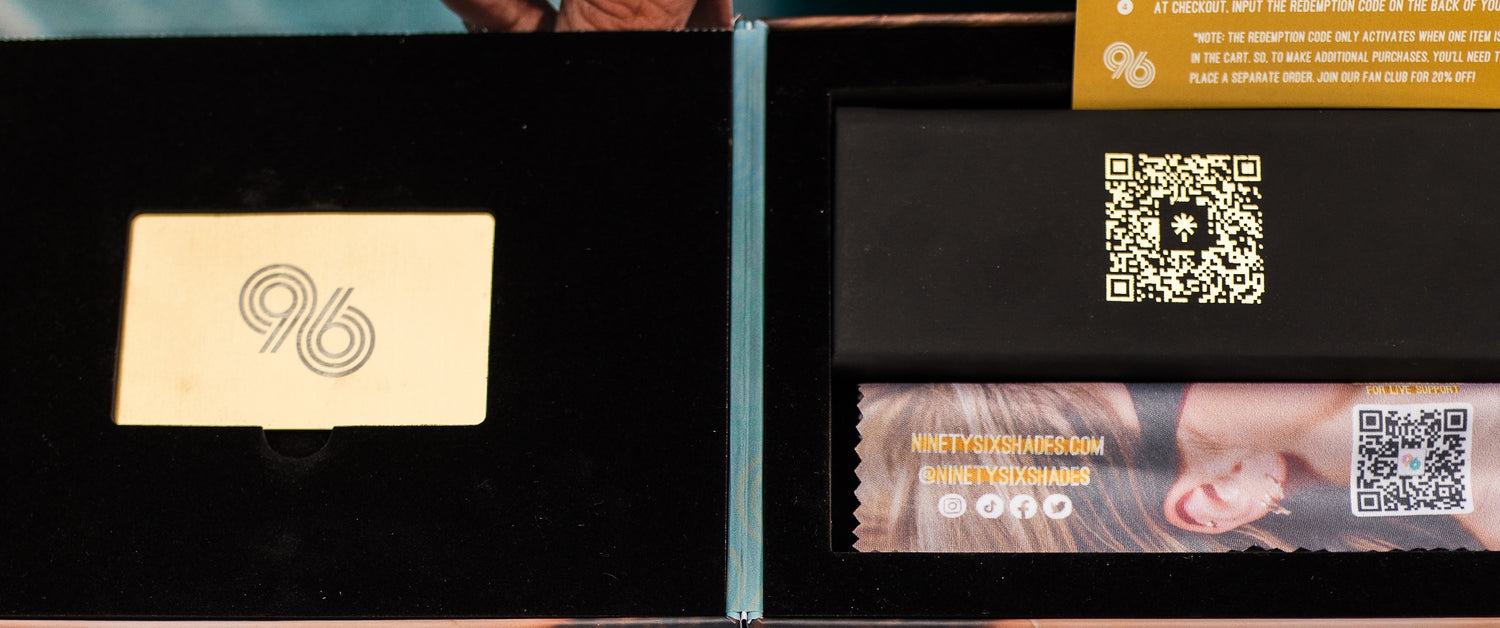 96
4 AT CHECKOUT, INPUT THE REDEMPTION CODE ON THE BACK OF
*NOTE: THE REDEMPTION CODE ONLY ACTIVATES WHEN ONE ITEM IS
IN THE CART. SO, TO MAKE ADDITIONAL PURCHASES, YOU'LL NEED
PLACE A SEPARATE ORDER. JOIN OUR FAN CLUB FOR 20% OFF!
96
FOR LIVE SUPPORT
NINETYSIXSHADES.COM
@NINETYSIXSHADES